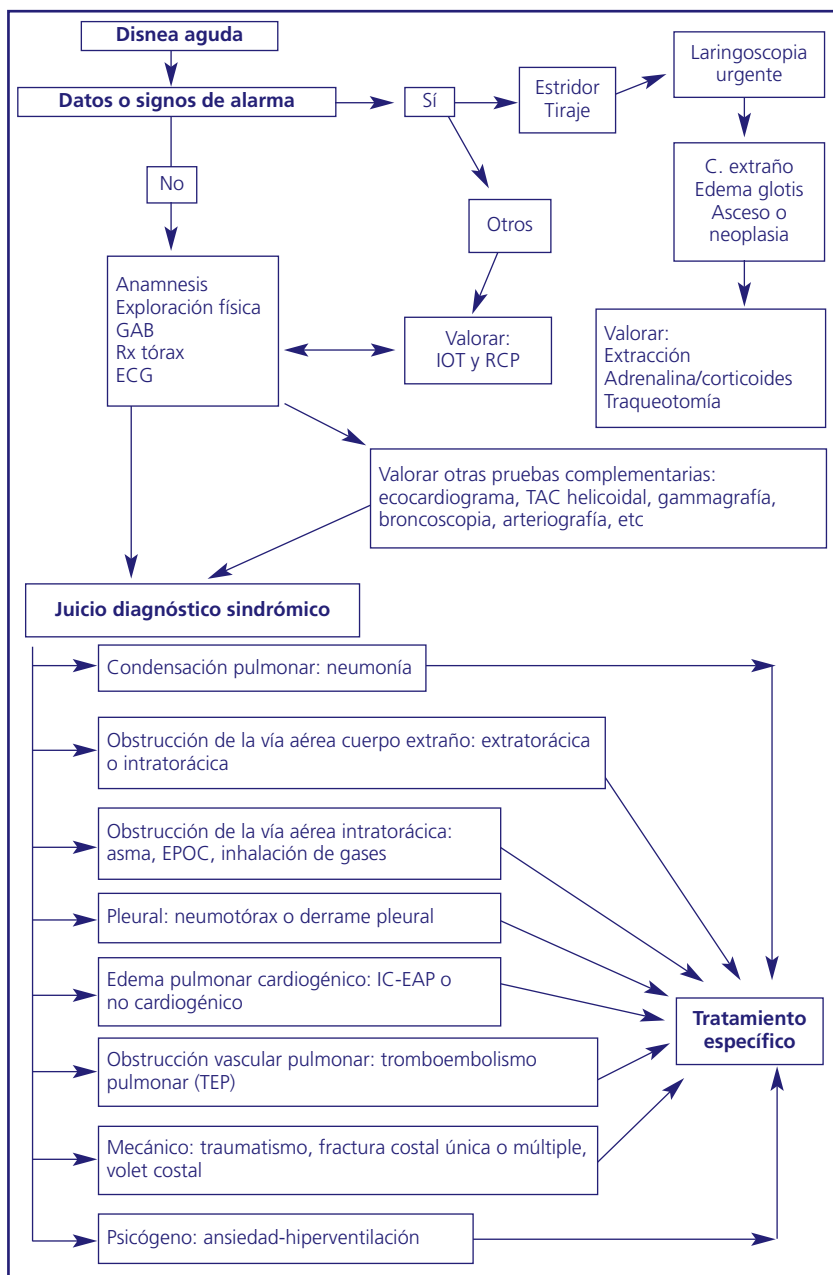 Disnea aguda
Datos o signos de alarma
Sí
Estridor
Tiraje
Laringoscopia
urgente
No
Otros
C. extraño
Edema glotis
Asceso o
neoplasia
Anamnesis
Exploración física
GAB
Rx tórax
ECG
Valorar:
IOT y RCP
Valorar:
Extracción
Adrenalina/corticoides
Traqueotomía
Valorar otras pruebas complementarias:
ecocardiograma, TAC helicoidal, gammagrafía,
broncoscopia, arteriografía, etc
Juicio diagnóstico sindrómico
Condensación pulmonar: neumonía
Obstrucción de la vía aérea cuerpo extraño: extratorácica
o intratorácica
Obstrucción de la vía aérea intratorácica:
asma, EPOC, inhalación de gases
Pleural: neumotórax o derrame pleural
Edema pulmonar cardiogénico: IC-EAP o
no cardiogénico
Obstrucción vascular pulmonar: tromboembolismo
pulmonar (TEP)
Mecánico: traumatismo, fractura costal única o múltiple,
volet costal
Psicógeno: ansiedad-hiperventilación
Tratamiento
específico